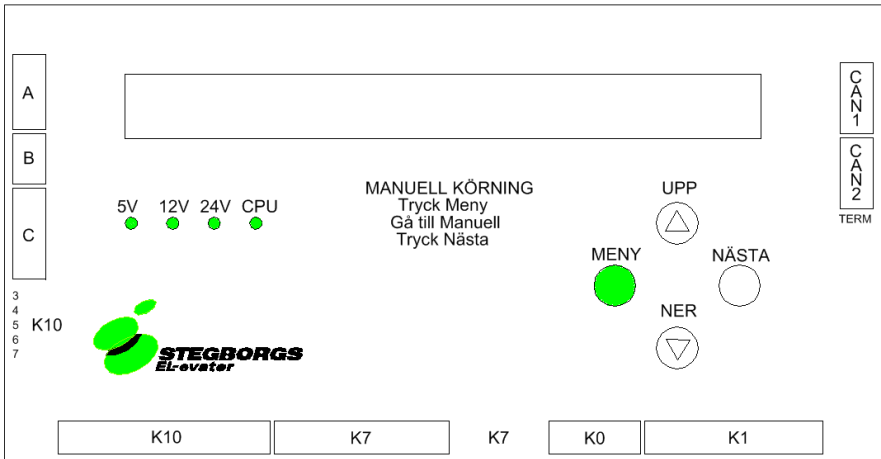 A
B
C
CAN1
CAN2
TERM
5V 12V 24V CPU
MANUELL KÖRNING
Tryck Meny
Gå till Manuell
Tryck Nästa
UPP
MENY
NÄSTA
NER
3
4
5
6
7
K10
STEGBORGS
EL-evater
K10
K7
K7
K0
K1